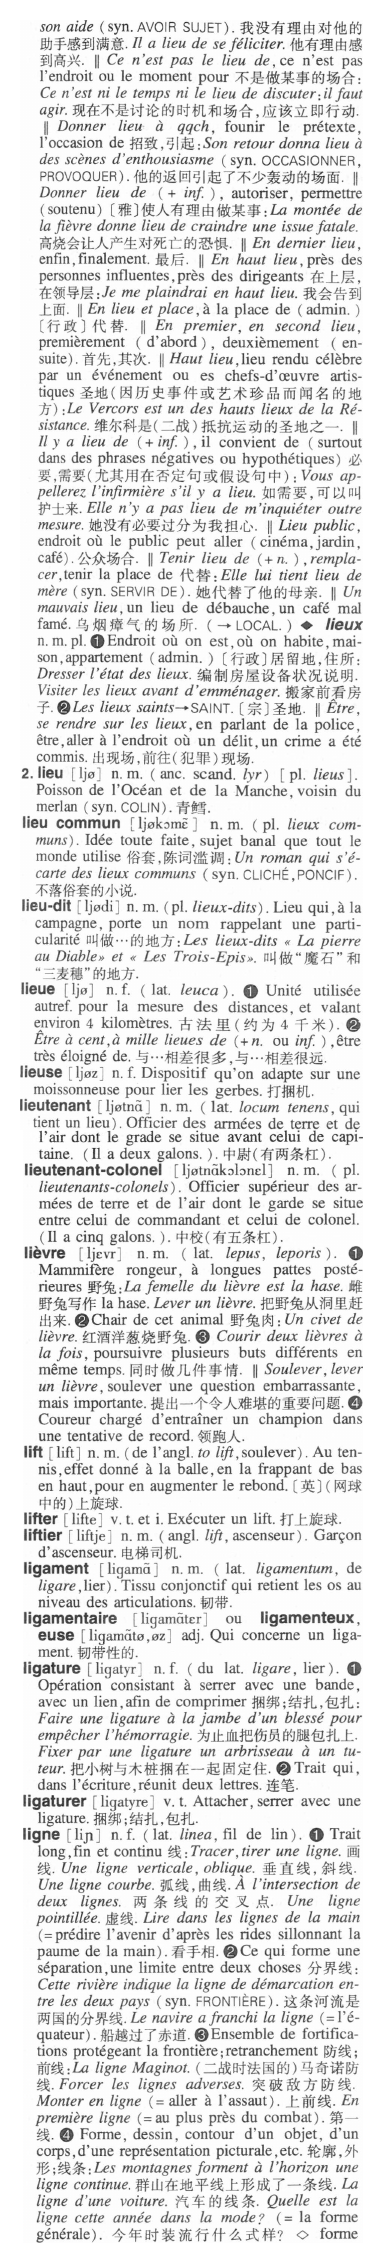 son aide (syn. AVOIR SUJET). 我没有理由对他的
助手感到满意. Il a lieu de se féliciter. 他有理由感
到高兴. ‖ Ce n'est pas le lieu de, ce n'est pas
l'endroit ou le moment pour 不是做某事的场合:
Ce n'est ni le temps ni le lieu de discuter; il faut
agir. 现在不是讨论的时机和场合,应该立即行动.
‖ Donner lieu à qqch, founir le prétexte,
l'occasion de 招致,引起: Son retour donna lieu à
des scènes d'enthousiasme (syn. OCCASIONNER,
PROVOQUER). 他的返回引起了不少轰动的场面. ‖
Donner lieu de (+ inf.), autoriser, permettre
(soutenu) [雅]使人有理由做某事: La montée de
la fièvre donne lieu de craindre une issue fatale.
高烧会让人产生对死亡的恐惧. ‖ En dernier lieu,
enfin, finalement. 最后. ‖ En haut lieu, près des
personnes influentes, près des dirigeants 在上层,
在领导层: Je me plaindrai en haut lieu. 我会告到
上面. ‖ En lieu et place, à la place de (admin.)
[行政] 代替. ‖ En premier, en second lieu,
premièrement (d'abord), deuxièmement (en-
suite). 首先,其次. ‖ Haut lieu, lieu rendu célèbre
par un événement ou es chefs-d'œuvre artis-
tiques 圣地(因历史事件或艺术珍品而闻名的地
方): Le Vercors est un des hauts lieux de la Ré-
sistance. 维尔科是(二战)抵抗运动的圣地之一. ‖
Il y a lieu de (+ inf.), il convient de (surtout
dans des phrases négatives ou hypothétiques) 必
要,需要(尤其用在否定句或假设句中): Vous ap-
pellerez l'infirmière s'il y a lieu. 如需要,可以叫
护士来. Elle n'y a pas lieu de m'inquiéter outre
mesure. 她没有必要过分为我担心. ‖ Lieu public,
endroit où le public peut aller (cinéma, jardin,
café). 公众场合. ‖ Tenir lieu de (+ n.), rempla-
cer, tenir la place de 代替: Elle lui tient lieu de
mère (syn. SERVIR DE). 她代替了他的母亲. ‖ Un
mauvais lieu, un lieu de débauche, un café mal
famé. 乌烟瘴气的场所. (→ LOCAL.) ◆ lieux
n. m. pl. ❶ Endroit où on est, où on habite, mai-
son, appartement (admin.) [行政]居留地,住所:
Dresser l'état des lieux. 编制房屋设备状况说明.
Visiter les lieux avant d'emménager. 搬家前看房
子. ❷ Les lieux saints→SAINT. [宗]圣地. ‖ Être,
se rendre sur les lieux, en parlant de la police,
être, aller à l'endroit où un délit, un crime a été
commis. 出现场,前往(犯罪)现场.
2. lieu [ljø] n. m. (anc. scand. lyr) [pl. lieus].
Poisson de l'Océan et de la Manche, voisin du
merlan (syn. COLIN). 青鳕.
lieu commun [ljøkɔmœ̃] n. m. (pl. lieux com-
muns). Idée toute faite, sujet banal que tout le
monde utilise 俗套,陈词滥调: Un roman qui s'é-
carte des lieux communs (syn. CLICHÉ, PONCIF).
不落俗套的小说.
lieu-dit [ljødi] n. m. (pl. lieux-dits). Lieu qui, à la
campagne, porte un nom rappelant une parti-
cularité 叫做…的地方: Les lieux-dits « La pierre
au Diable» et « Les Trois-Epis». 叫做“魔石”和
“三麦穗”的地方.
lieue [ljø] n. f. (lat. leuca). ❶ Unité utilisée
autref. pour la mesure des distances, et valant
environ 4 kilomètres. 古法里(约为 4 千米). ❷
Être à cent, à mille lieues de (+ n. ou inf.), être
très éloigné de. 与…相差很多,与…相差很远.
lieuse [ljøz] n. f. Dispositif qu'on adapte sur une
moissonneuse pour lier les gerbes. 打捆机.
lieutenant [ljøtnɑ̃] n. m. (lat. locum tenens, qui
tient un lieu). Officier des armées de terre et de
l'air dont le grade se situe avant celui de capi-
taine. (Il a deux galons.). 中尉(有两条杠).
lieutenant-colonel [ljøtnɑ̃kɔlɔnɛl] n. m. (pl.
lieutenants-colonels). Officier supérieur des ar-
mées de terre et de l'air dont le garde se situe
entre celui de commandant et celui de colonel.
(Il a cinq galons.). 中校(有五条杠).
lièvre [ljɛvr] n. m. (lat. lepus, leporis). ❶
Mammifère rongeur, à longues pattes posté-
rieures 野兔: La femelle du lièvre est la hase. 雌
野兔写作 la hase. Lever un lièvre. 把野兔从洞里赶
出来. ❷ Chair de cet animal 野兔肉: Un civet de
lièvre. 红酒洋葱烧野兔. ❸ Courir deux lièvres à
la fois, poursuivre plusieurs buts différents en
même temps. 同时做几件事情. ‖ Soulever, lever
un lièvre, soulever une question embarrassante,
mais importante. 提出一个令人难堪的重要问题. ❹
Coureur chargé d'entraîner un champion dans
une tentative de record. 领跑人.
lift [lift] n. m. (de l'angl. to lift, soulever). Au ten-
nis, effet donné à la balle, en la frappant de bas
en haut, pour en augmenter le rebond. [英](网球
中的)上旋球.
lifter [lifte] v. t. et i. Exécuter un lift. 打上旋球.
liftier [liftje] n. m. (angl. lift, ascenseur). Garçon
d'ascenseur. 电梯司机.
ligament [ligamɑ̃] n. m. (lat. ligamentum, de
ligare, lier). Tissu conjonctif qui retient les os au
niveau des articulations. 韧带.
ligamentaire [ligamɑ̃tɛr] ou ligamenteux,
euse [ligamɑ̃tø, øz] adj. Qui concerne un liga-
ment. 韧带性的.
ligature [ligatyr] n. f. (du lat. ligare, lier). ❶
Opération consistant à serrer avec une bande,
avec un lien, afin de comprimer 捆绑;结扎,包扎:
Faire une ligature à la jambe d'un blessé pour
empêcher l'hémorragie. 为止血把伤员的腿包扎上.
Fixer par une ligature un arbrisseau à un tu-
teur. 把小树与木桩捆在一起固定住. ❷ Trait qui,
dans l'écriture, réunit deux lettres. 连笔.
ligaturer [ligatyre] v. t. Attacher, serrer avec une
ligature. 捆绑;结扎,包扎.
ligne [liɲ] n. f. (lat. linea, fil de lin). ❶ Trait
long, fin et continu 线: Tracer, tirer une ligne. 画
线. Une ligne verticale, oblique. 垂直线,斜线.
Une ligne courbe. 弧线,曲线. À l'intersection de
deux lignes. 两条线的交叉点. Une ligne
pointillée. 虚线. Lire dans les lignes de la main
(=prédire l'avenir d'après les rides sillonnant la
paume de la main). 看手相. ❷ Ce qui forme une
séparation, une limite entre deux choses 分界线:
Cette rivière indique la ligne de démarcation en-
tre les deux pays (syn. FRONTIÈRE). 这条河流是
两国的分界线. Le navire a franchi la ligne (=l'é-
quateur). 船越过了赤道. ❸ Ensemble de fortifica-
tions protégeant la frontière; retranchement 防线;
前线: La ligne Maginot. (二战时法国的)马奇诺防
线. Forcer les lignes adverses. 突破敌方防线.
Monter en ligne (= aller à l'assaut). 上前线. En
première ligne (=au plus près du combat). 第一
线. ❹ Forme, dessin, contour d'un objet, d'un
corps, d'une représentation picturale, etc. 轮廓,外
形;线条: Les montagnes forment à l'horizon une
ligne continue. 群山在地平线上形成了一条线. La
ligne d'une voiture. 汽车的线条. Quelle est la
ligne cette année dans la mode? (= la forme
générale). 今年时装流行什么式样? ◇ forme